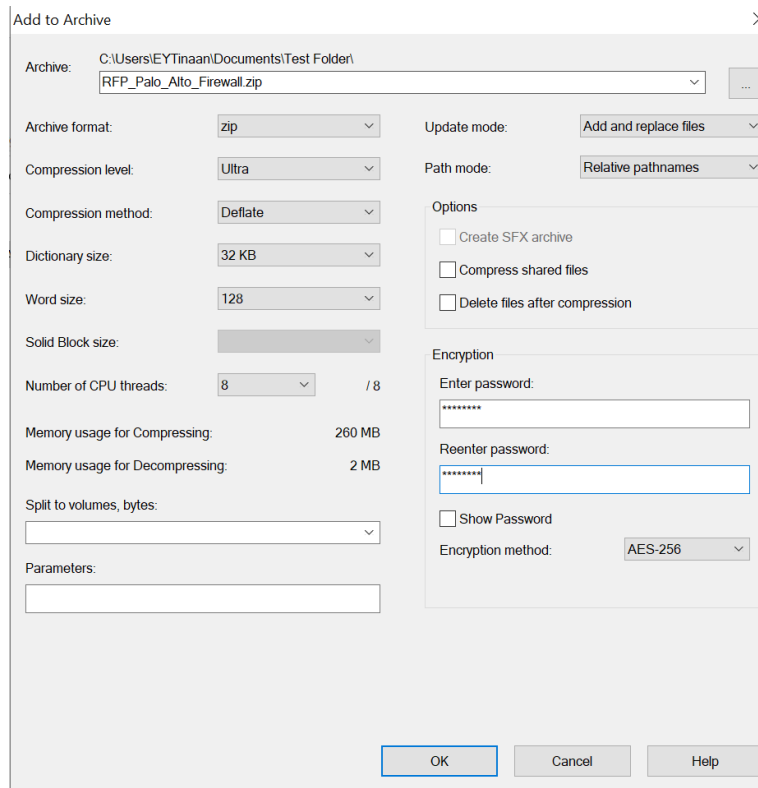 Add to Archive
Archive:
C:\Users\EYTinaan\Documents\Test Folder\
RFP_Palo_Alto_Firewall.zip
...
Archive format:
zip
Compression level:
Ultra
Compression method:
Deflate
Dictionary size:
32 KB
Word size:
128
Solid Block size:
Number of CPU threads:
8
/ 8
Memory usage for Compressing:
260 MB
Memory usage for Decompressing:
2 MB
Split to volumes, bytes:
Parameters:
Update mode:
Add and replace files
Path mode:
Relative pathnames
Options
Create SFX archive
Compress shared files
Delete files after compression
Encryption
Enter password:
********
Reenter password:
********
Show Password
Encryption method:
AES-256
OK
Cancel
Help